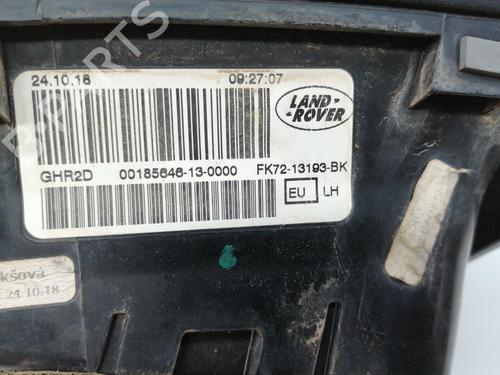 24.10.18 09:27:07
LAND-
-ROVER
GHR2D 00185646-13-0000 FK72-13193-BK
EU LH
kšova
24-10-18